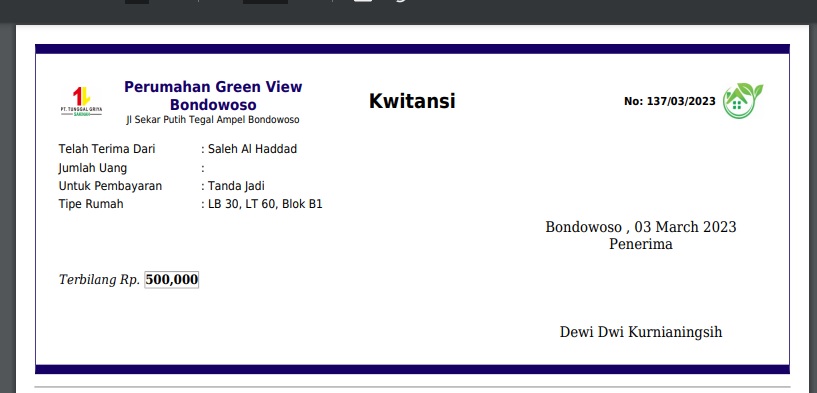 Perumahan Green View
Bondowoso
Jl Sekar Putih Tegal Ampel Bondowoso
PT. TUNGGAL GRIYA
SAKINAH
Kwitansi
No: 137/03/2023
Telah Terima Dari : Saleh Al Haddad
Jumlah Uang :
Untuk Pembayaran : Tanda Jadi
Tipe Rumah : LB 30, LT 60, Blok B1
Bondowoso , 03 March 2023
Penerima
Terbilang Rp. 500,000
Dewi Dwi Kurnianingsih